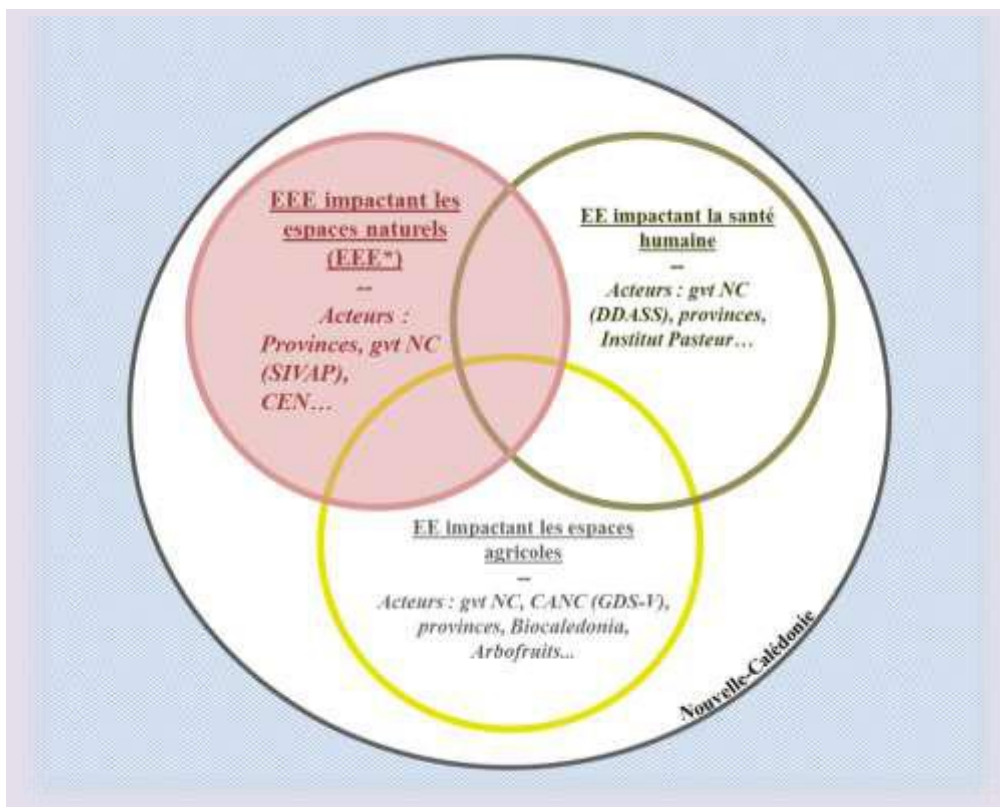 EEE impactant les
espaces naturels
(EEE*)
--
Acteurs :
Provinces, gvt NC
(SIVAP),
CEN…
EE impactant la santé
humaine
--
Acteurs : gvt NC
(DDASS), provinces,
Institut Pasteur…
EE impactant les espaces
agricoles
--
Acteurs : gvt NC, CANC (GDS-V),
provinces, Biocaledonia,
Arbofruits...
Nouvelle-Calédonie